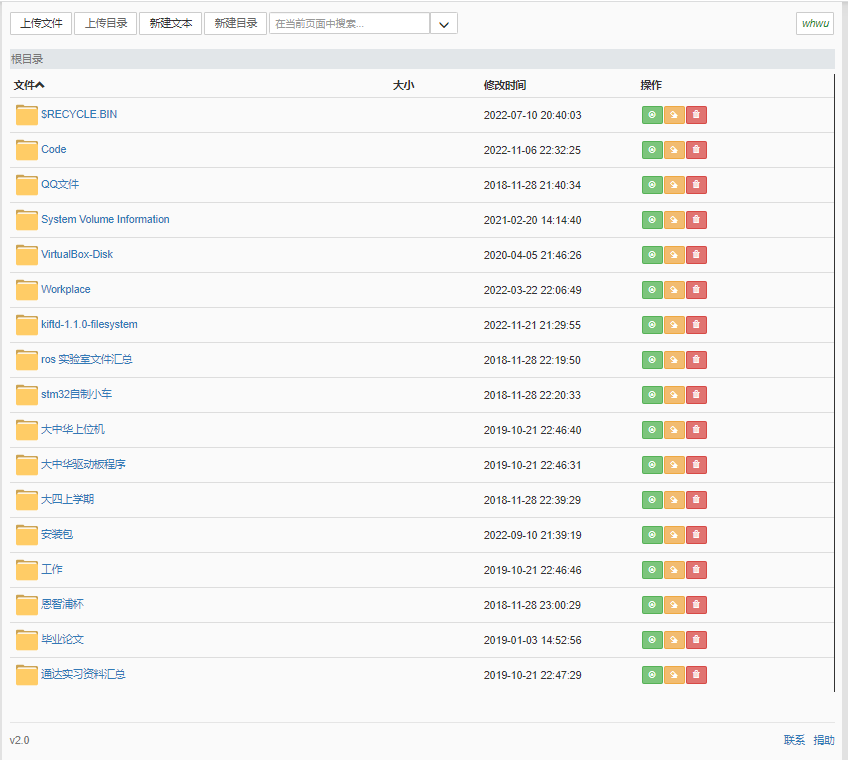 上传文件 上传目录 新建文本 新建目录 在当前页面中搜索... whwu
根目录
文件 大小 修改时间 操作
$RECYCLE.BIN 2022-07-10 20:40:03
Code 2022-11-06 22:32:25
QQ文件 2018-11-28 21:40:34
System Volume Information 2021-02-20 14:14:40
VirtualBox-Disk 2020-04-05 21:46:26
Workplace 2022-03-22 22:06:49
kiftd-1.1.0-filesystem 2022-11-21 21:29:55
ros 实验室文件汇总 2018-11-28 22:19:50
stm32自制小车 2018-11-28 22:20:33
大中华上位机 2019-10-21 22:46:40
大中华驱动板程序 2019-10-21 22:46:31
大四上学期 2018-11-28 22:39:29
安装包 2022-09-10 21:39:19
工作 2019-10-21 22:46:46
恩智浦杯 2018-11-28 23:00:29
毕业论文 2019-01-03 14:52:56
通达实习资料汇总 2019-10-21 22:47:29
v2.0 联系 捐助